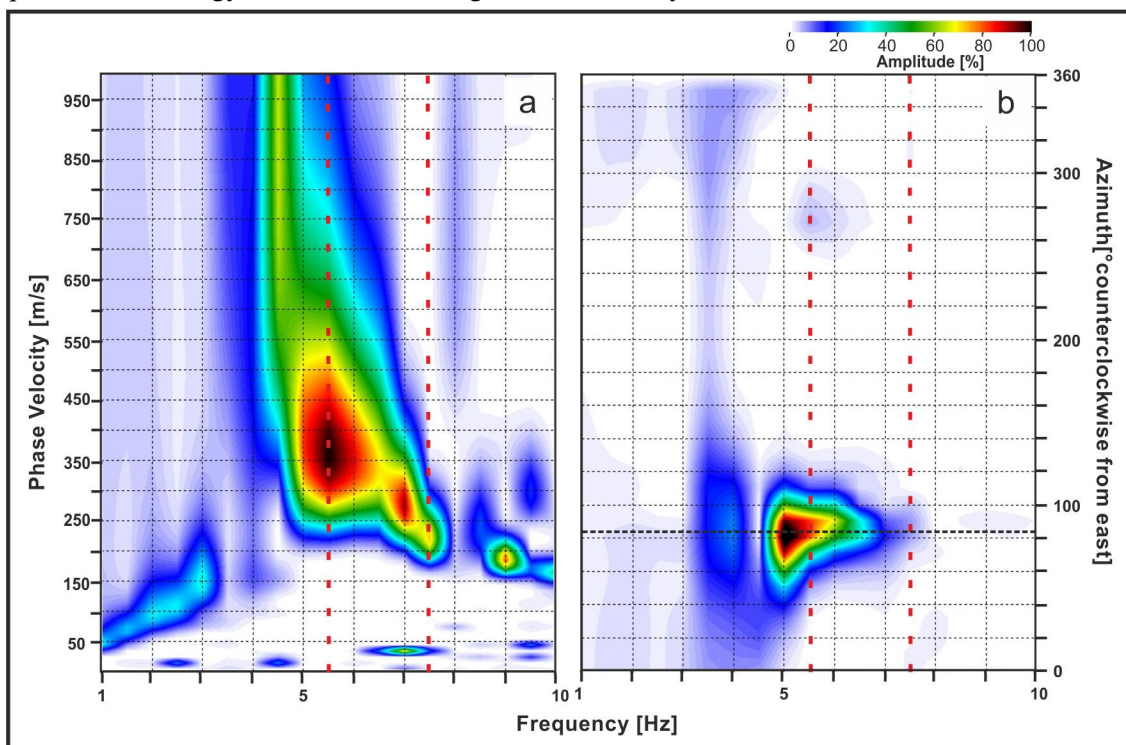 0 20 40 60 80 100
Amplitude [%]
a
b
950
850
750
650
550
450
350
250
150
50
Phase Velocity [m/s]
360
300
200
100
0
Azimuth[°counterclockwise from east]
1 5 10
1 5 10
Frequency [Hz]